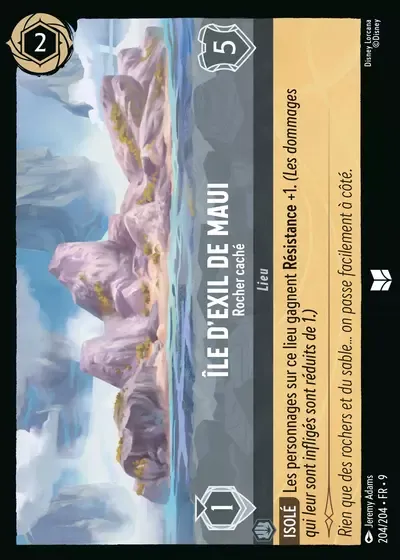 2
5
ÎLE D'EXIL DE MAUI
Rocher caché
Lieu
1
ISOLÉ Les personnages sur ce lieu gagnent Résistance +1. (Les dommages
qui leur sont infligés sont réduits de 1.)
Rien que des rochers et du sable... on passe facilement à côté.
Jeremy Adams
204/204 • FR • 9
Disney Lorcana
©Disney